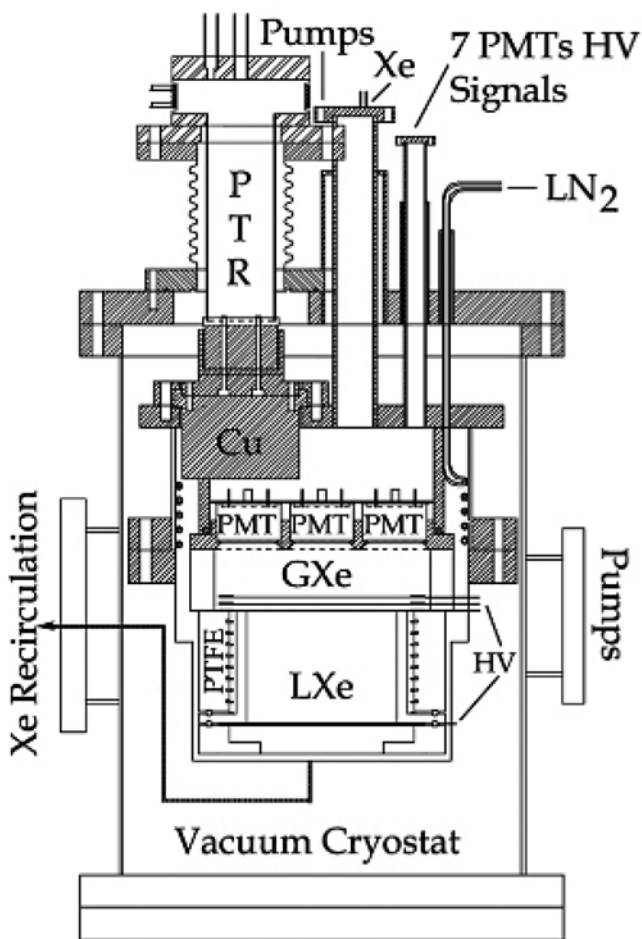 Pumps
Xe
7 PMTs HV
Signals
LN2
P
T
R
Cu
PMT PMT PMT
GXe
Xe Recirculation
Pumps
PTFE
LXe
HV
Vacuum Cryostat